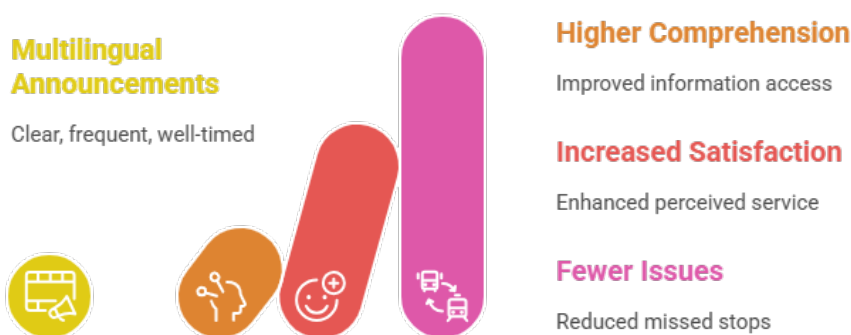 Multilingual
Announcements
Clear, frequent, well-timed
Higher Comprehension
Improved information access
Increased Satisfaction
Enhanced perceived service
Fewer Issues
Reduced missed stops